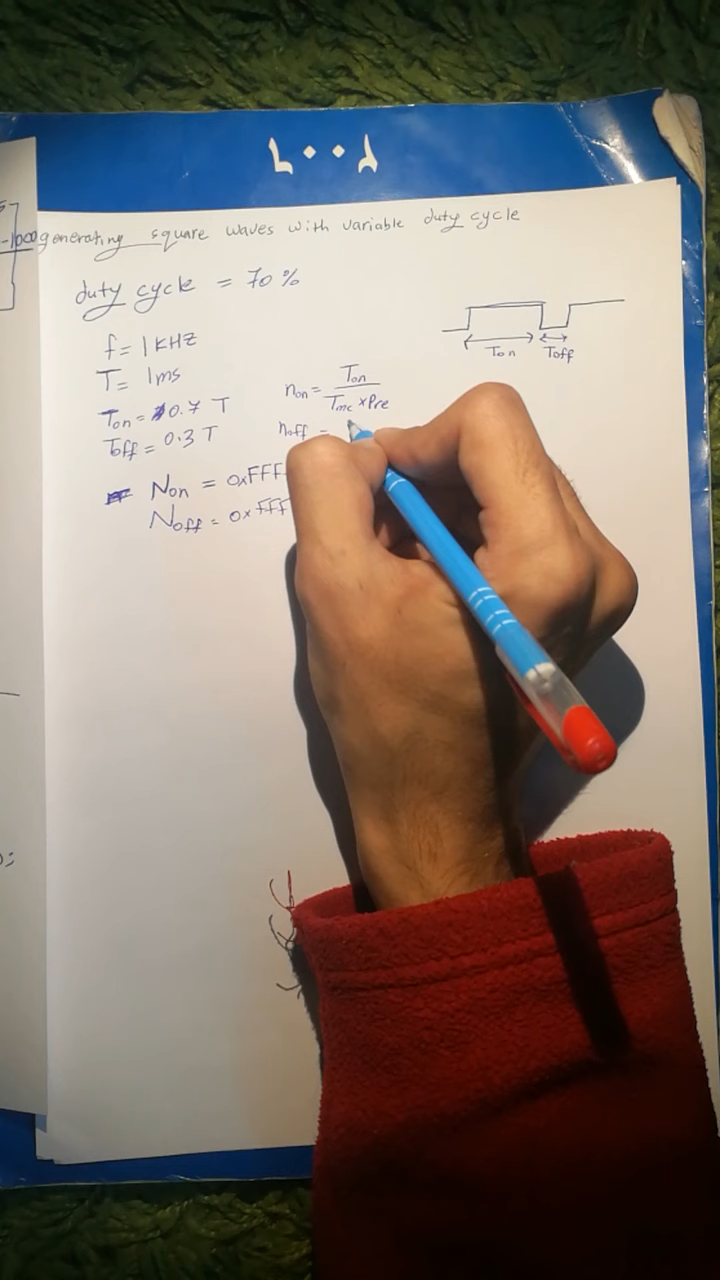 generating square waves with variable duty cycle
-1000
duty cycle = 70%
f = 1 KHZ
T = 1ms
Ton = 0.7 T
Toff = 0.3 T
Ton Toff
non = Ton / Tmc × Pre
noff =
Non = 0xFFF
Noff = 0xFFF